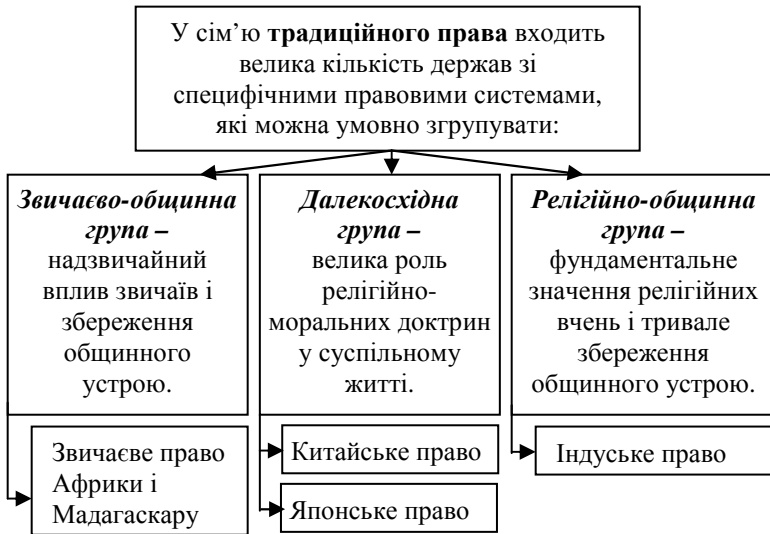 У сім’ю традиційного права входить
велика кількість держав зі
специфічними правовими системами,
які можна умовно згрупувати:
Звичаєво-общинна
група –
надзвичайний
вплив звичаїв і
збереження
общинного
устрою.
Далекосхідна
група –
велика роль
релігійно-
моральних доктрин
у суспільному
житті.
Релігійно-общинна
група –
фундаментальне
значення релігійних
вчень і тривале
збереження
общинного устрою.
Звичаєве право
Африки і
Мадагаскару
Китайське право
Японське право
Індуське право